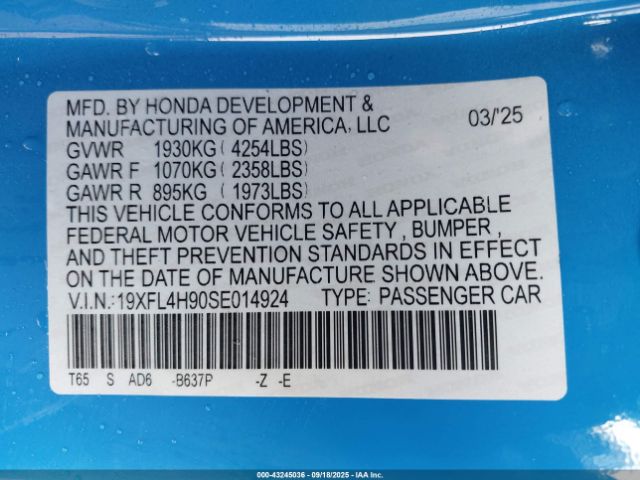 MFD. BY HONDA DEVELOPMENT &
MANUFACTURING OF AMERICA, LLC 03/'25
GVWR 1930KG ( 4254LBS)
GAWR F 1070KG ( 2358LBS)
GAWR R 895KG ( 1973LBS)
THIS VEHICLE CONFORMS TO ALL APPLICABLE
FEDERAL MOTOR VEHICLE SAFETY , BUMPER ,
AND THEFT PREVENTION STANDARDS IN EFFECT
ON THE DATE OF MANUFACTURE SHOWN ABOVE.
V.I.N.:19XFL4H90SE014924 TYPE: PASSENGER CAR
T65 S AD6 -B637P -Z -E
000-43245036 - 09/18/2025 - IAAI.COM